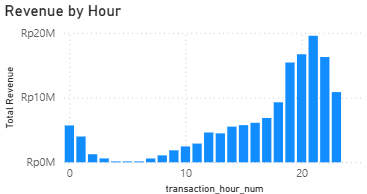 Revenue by Hour
Rp20M
Rp10M
Rp0M
Total Revenue
0
10
20
transaction_hour_num